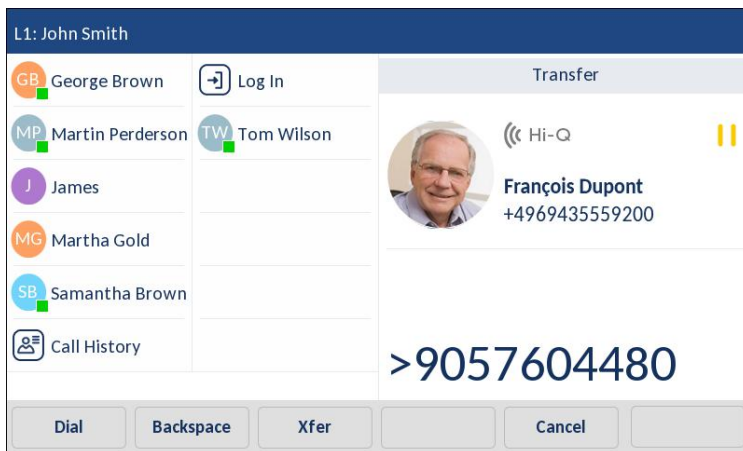 L1: John Smith
GB George Brown
MP Martin Perderson
J James
MG Martha Gold
SB Samantha Brown
Call History
Log In
TW Tom Wilson
Transfer
Hi-Q
François Dupont
+4969435559200
>9057604480
Dial Backspace Xfer Cancel